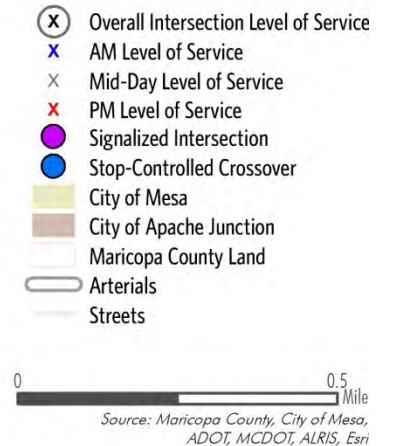 X Overall Intersection Level of Service
X AM Level of Service
X Mid-Day Level of Service
X PM Level of Service
Signalized Intersection
Stop-Controlled Crossover
City of Mesa
City of Apache Junction
Maricopa County Land
Arterials
Streets
0 0.5
Mile
Source: Maricopa County, City of Mesa,
ADOT, MCDOT, ALRIS, Esri